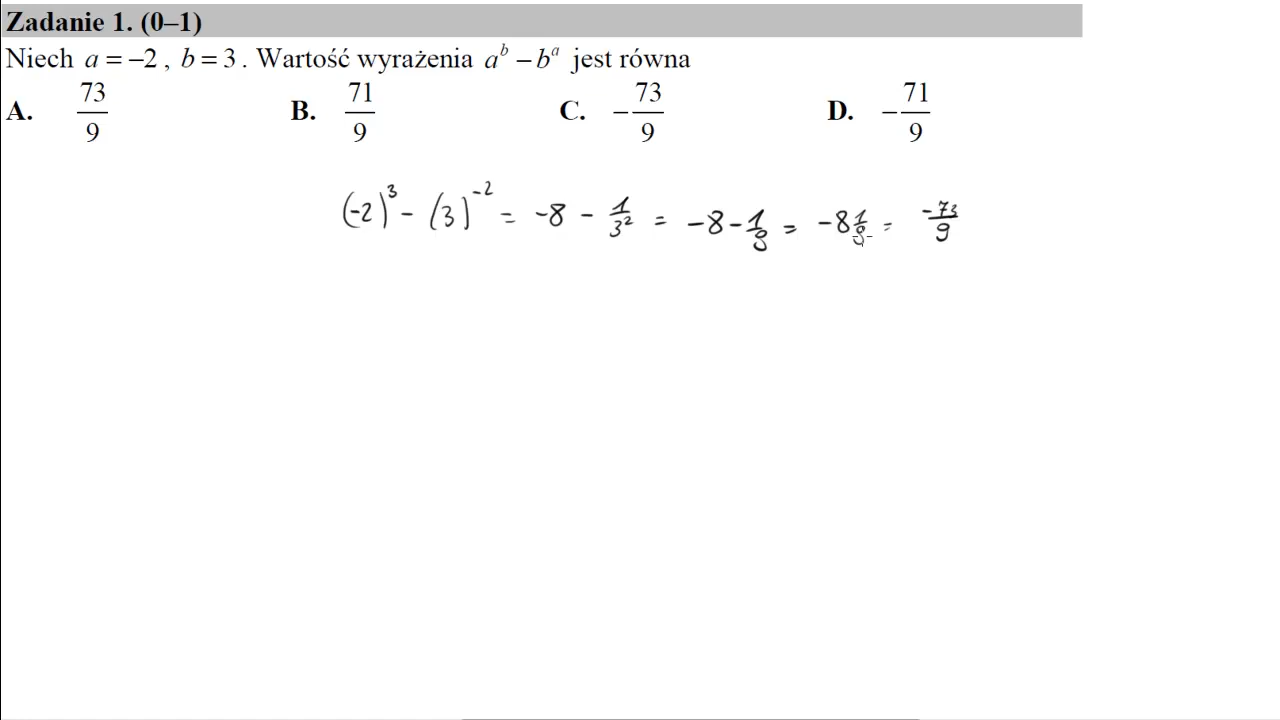 Zadanie 1. (0–1)
Niech a = −2 , b = 3 . Wartość wyrażenia a^b − b^a jest równa
A. 73/9 B. 71/9 C. −73/9 D. −71/9
(-2)^3 - (3)^-2 = -8 - 1/3^2 = -8 - 1/9 = -8 1/9 = -73/9